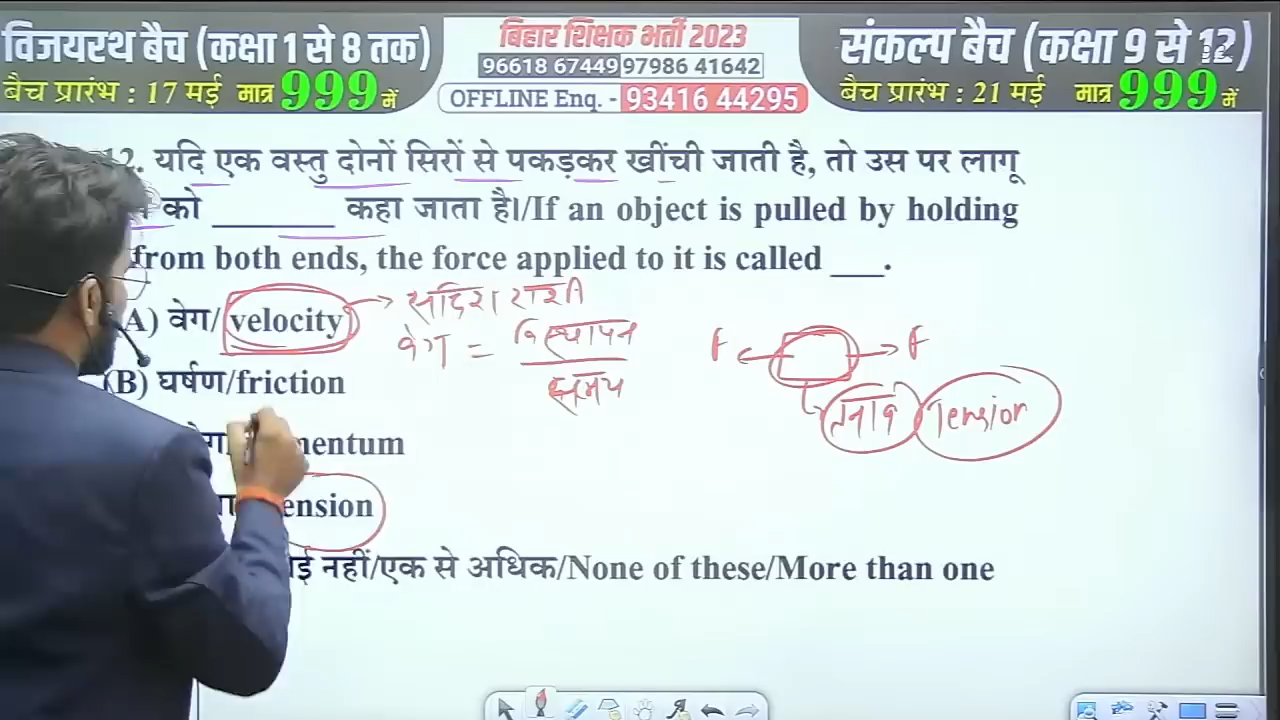 विजयरथ बैच (कक्षा 1 से 8 तक)
बैच प्रारंभ : 17 मई मात्र 999 में
बिहार शिक्षक भर्ती 2023
96618 67449 97986 41642
OFFLINE Enq. - 93416 44295
संकल्प बैच (कक्षा 9 से 12)
बैच प्रारंभ : 21 मई मात्र 999 में
12. यदि एक वस्तु दोनों सिरों से पकड़कर खींची जाती है, तो उस पर लागू
को ________ कहा जाता है।/If an object is pulled by holding
from both ends, the force applied to it is called ___.
A) वेग/ velocity
सदिश राशि
वेग = विस्थापन
समय
F F
तनाव Tension
(B) घर्षण/friction
mentum
ension
नहीं/एक से अधिक/None of these/More than one